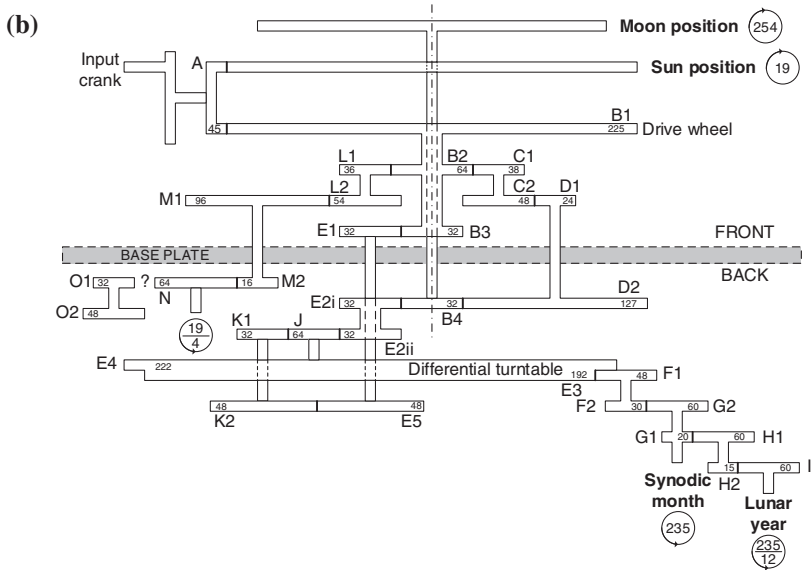 (b)
Moon position 254
Input crank
A
Sun position 19
B1
45
225
Drive wheel
L1
B2
C1
36
64
38
L2
C2
D1
M1
96
54
48
24
E1
32
32
B3
FRONT
BASE PLATE
BACK
O1
32
?
64
16
M2
N
D2
O2
48
E2i
32
32
127
B4
19
4
K1
J
32
64
32
E2ii
E4
222
Differential turntable
192
48
F1
E3
F2
30
60
G2
48
48
K2
E5
G1
20
60
H1
15
60
I
H2
Synodic month
235
Lunar year
235
12